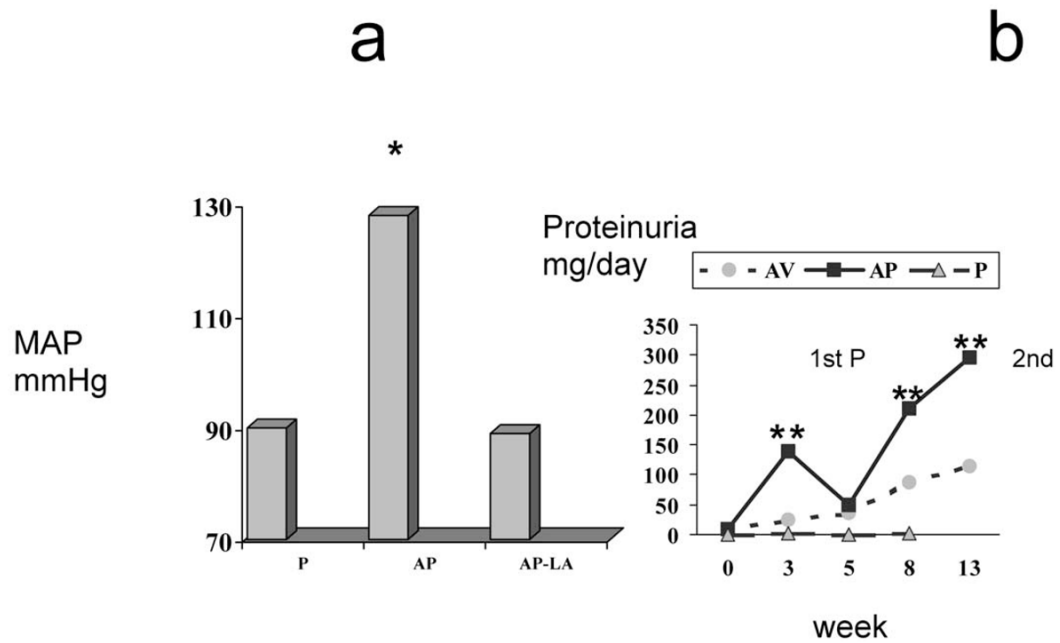 a
b
*
130
110
90
70
MAP
mmHg
P
AP
AP-LA
Proteinuria
mg/day
AV AP P
350
300
250
200
150
100
50
0
1st P
2nd
**
**
**
0 3 5 8 13
week